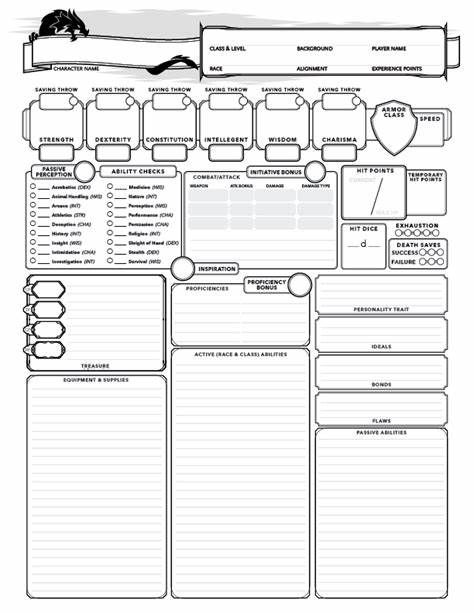 CLASS & LEVEL BACKGROUND PLAYER NAME
CHARACTER NAME
RACE ALIGNMENT EXPERIENCE POINTS
SAVING THROW SAVING THROW SAVING THROW SAVING THROW SAVING THROW SAVING THROW
ARMOR
CLASS
SPEED
STRENGTH DEXTERITY CONSTITUTION INTELLEGENT WISDOM CHARISMA
PASSIVE
PERCEPTION
ABILITY CHECKS
Acrobatics (DEX)
Animal Handling (WIS)
Arcana (INT)
Athletics (STR)
Deception (CHA)
History (INT)
Insight (WIS)
Intimidation (CHA)
Investigation (INT)
Medicine (WIS)
Nature (INT)
Perception (WIS)
Performance (CHA)
Persuasion (CHA)
Religion (INT)
Sleight of Hand (DEX)
Stealth (DEX)
Survival (WIS)
INITIATIVE BONUS
COMBAT/ATTACK
WEAPON ATK BONUS DAMAGE DAMAGE TYPE
HIT POINTS
CURRENT
/
TEMPORARY
HIT POINTS
HIT DICE
d
EXHAUSTION
DEATH SAVES
SUCCESS
FAILURE
INSPIRATION
PROFICIENCY
BONUS
PROFICIENCIES
TREASURE
PERSONALITY TRAIT
IDEALS
BONDS
FLAWS
EQUIPMENT & SUPPLIES
ACTIVE (RACE & CLASS) ABILITIES
PASSIVE ABILITIES